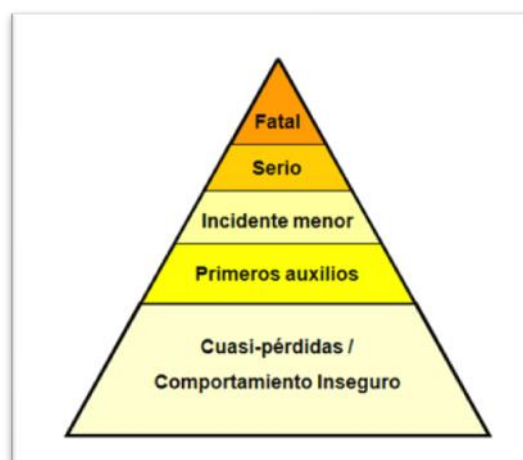 Fatal
Serio
Incidente menor
Primeros auxilios
Cuasi-pérdidas /
Comportamiento Inseguro